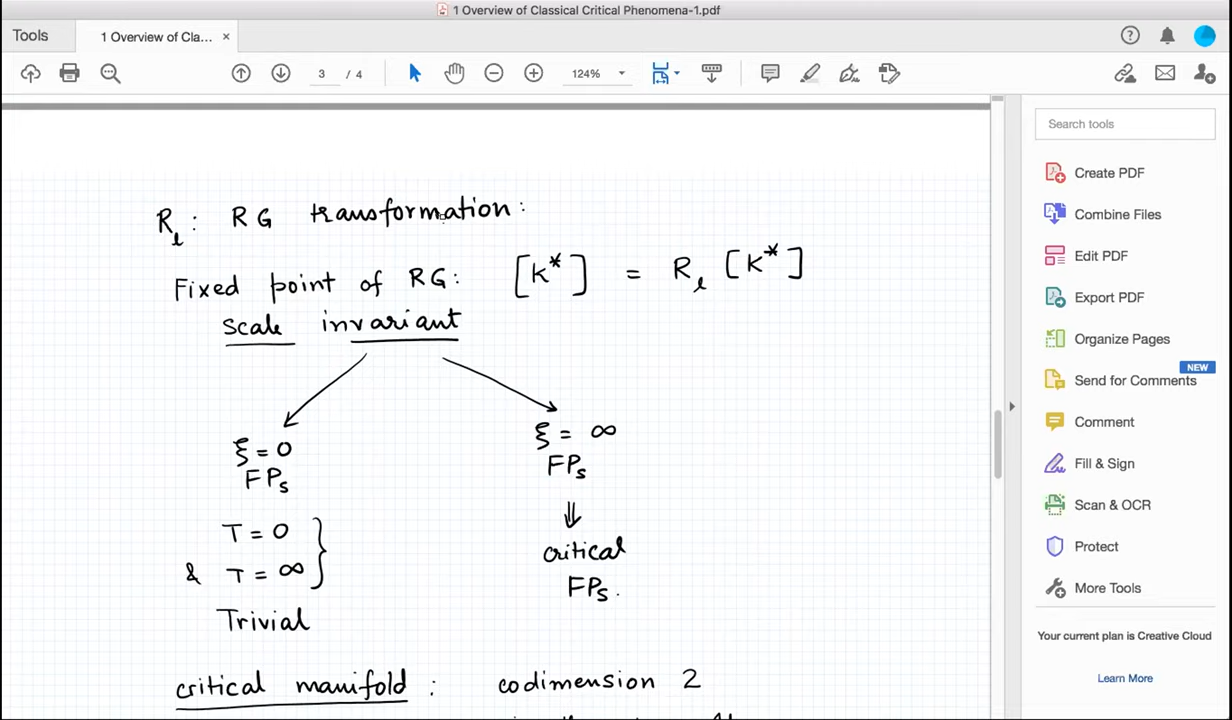 1 Overview of Classical Critical Phenomena-1.pdf
Tools
1 Overview of Cla... ×
3 / 4
124%
Search tools
Create PDF
Combine Files
Edit PDF
Export PDF
Organize Pages
NEW
Send for Comments
Comment
Fill & Sign
Scan & OCR
Protect
More Tools
Your current plan is Creative Cloud
Learn More
R_l : RG transformation :
Fixed point of RG : [K*] = R_l [K*]
scale invariant
ξ = 0
FPs
ξ = ∞
FPs
⇓
T = 0
& T = ∞ }
Trivial
critical
FPs.
critical manifold : codimension 2